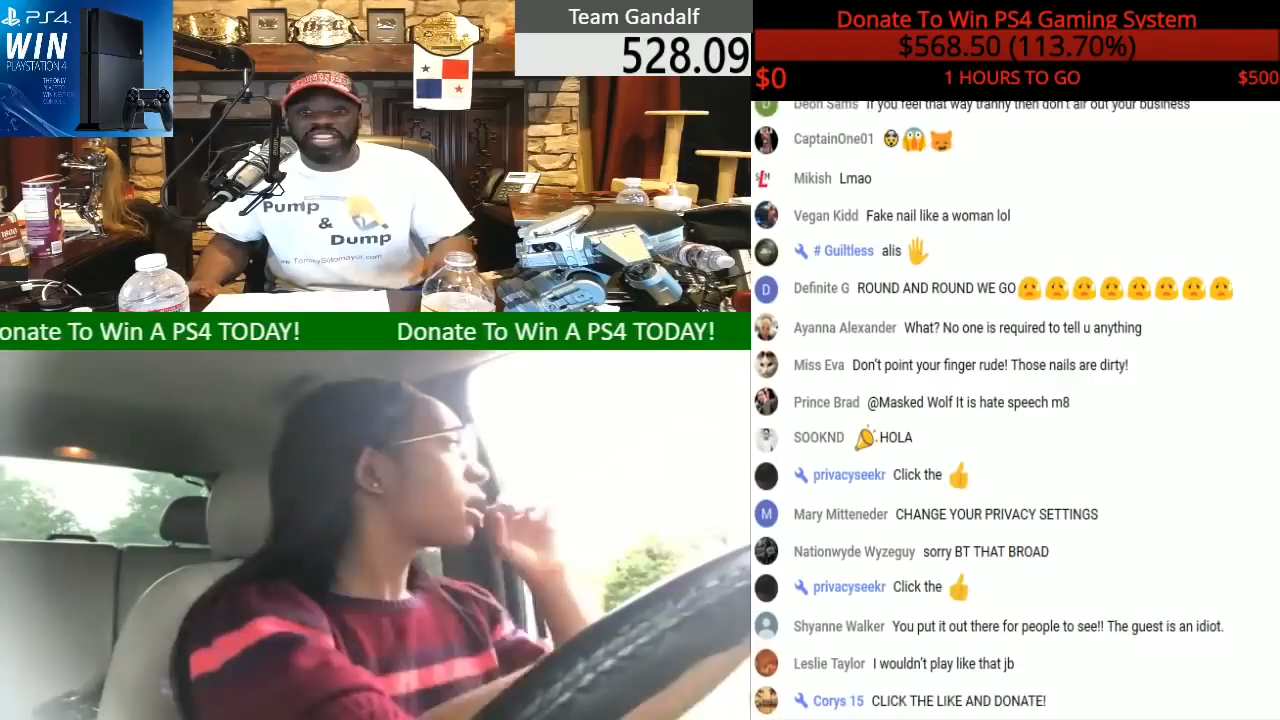 PS4
WIN
PLAYSTATION 4
Team Gandalf
528.09
Pump
&
Dump
www.TommySotomayor.com
onate To Win A PS4 TODAY! Donate To Win A PS4 TODAY!
Donate To Win PS4 Gaming System
$568.50 (113.70%)
$0 1 HOURS TO GO $500
Deon Sams If you feel that way tranny then don't air out your business
CaptainOne01
Mikish Lmao
Vegan Kidd Fake nail like a woman lol
# Guiltless alis
D Definite G ROUND AND ROUND WE GO
Ayanna Alexander What? No one is required to tell u anything
Miss Eva Don't point your finger rude! Those nails are dirty!
Prince Brad @Masked Wolf It is hate speech m8
SOOKND HOLA
privacyseekr Click the
M Mary Mitteneder CHANGE YOUR PRIVACY SETTINGS
Nationwyde Wyzeguy sorry BT THAT BROAD
privacyseekr Click the
Shyanne Walker You put it out there for people to see!! The guest is an idiot.
Leslie Taylor I wouldn't play like that jb
Corys 15 CLICK THE LIKE AND DONATE!